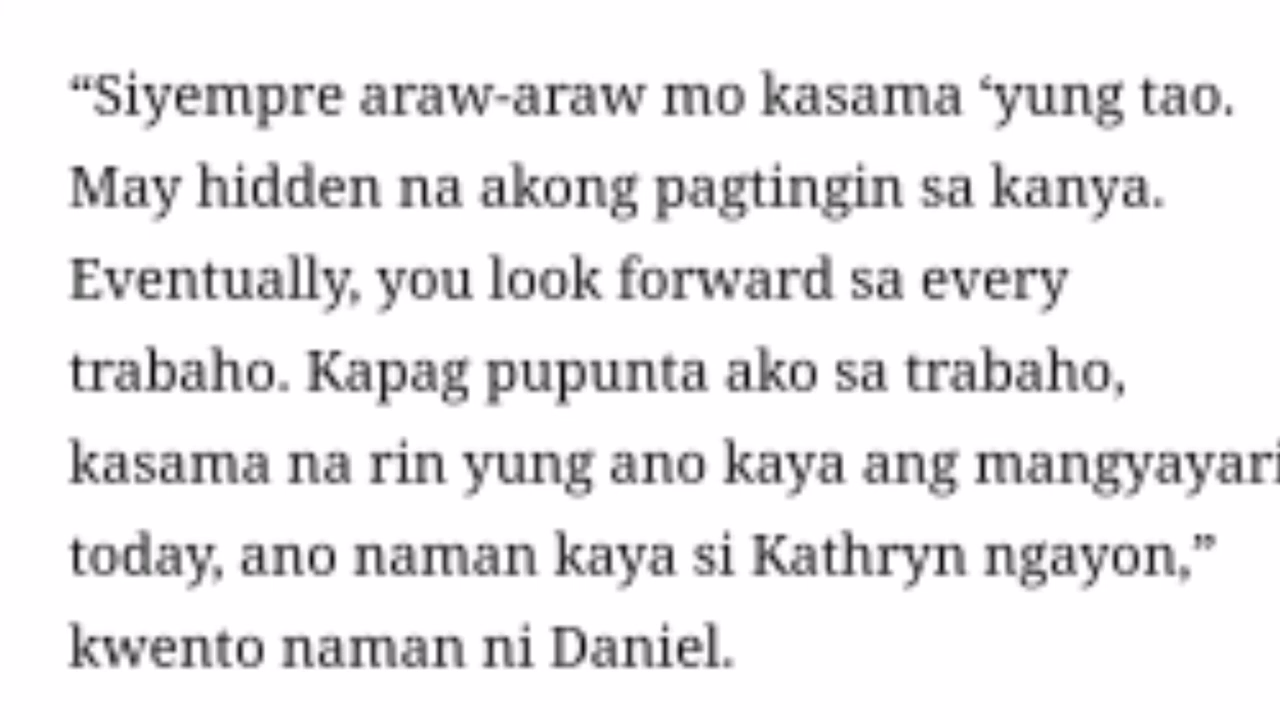 “Siyempre araw-araw mo kasama ‘yung tao.
May hidden na akong pagtingin sa kanya.
Eventually, you look forward sa every
trabaho. Kapag pupunta ako sa trabaho,
kasama na rin yung ano kaya ang mangyayari
today, ano naman kaya si Kathryn ngayon,”
kwento naman ni Daniel.